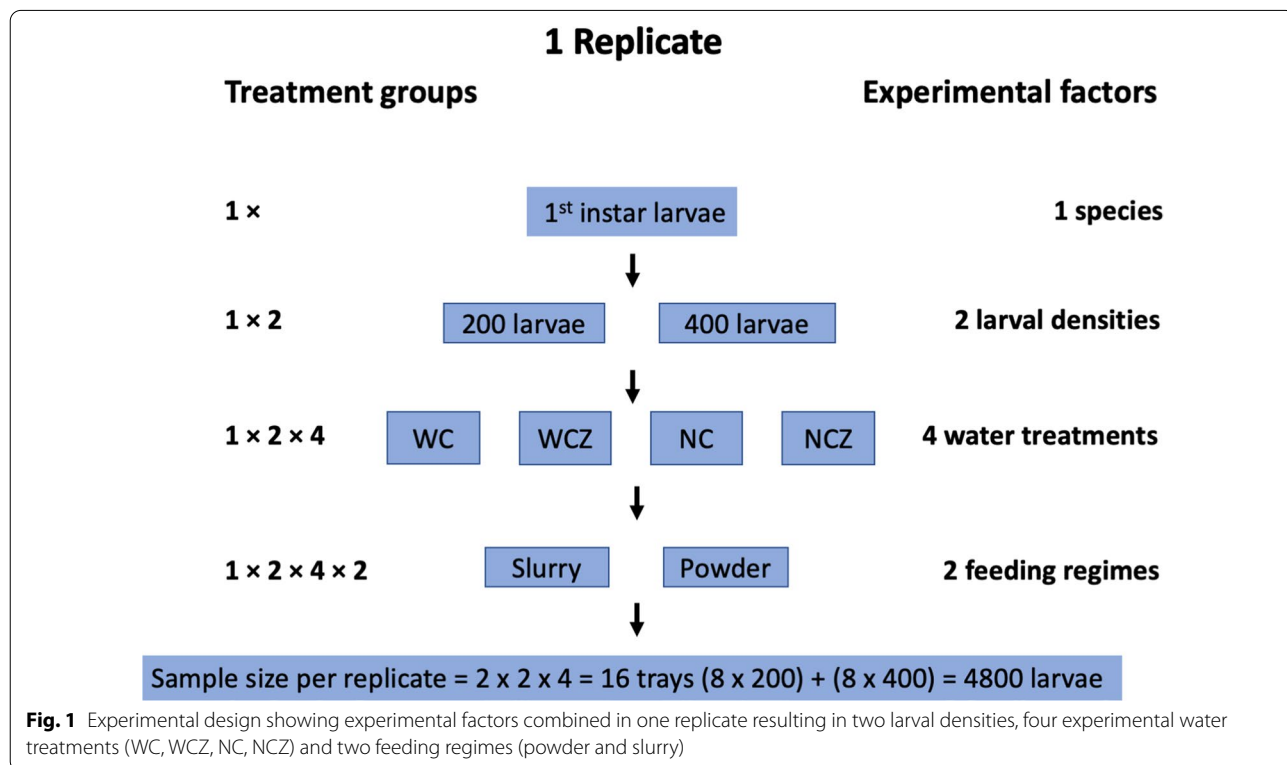 1 Replicate
Treatment groups
Experimental factors
1 ×
1st instar larvae
1 species
1 × 2
200 larvae
400 larvae
2 larval densities
1 × 2 × 4
WC
WCZ
NC
NCZ
4 water treatments
1 × 2 × 4 × 2
Slurry
Powder
2 feeding regimes
Sample size per replicate = 2 x 2 x 4 = 16 trays (8 x 200) + (8 x 400) = 4800 larvae
Fig. 1 Experimental design showing experimental factors combined in one replicate resulting in two larval densities, four experimental water
treatments (WC, WCZ, NC, NCZ) and two feeding regimes (powder and slurry)